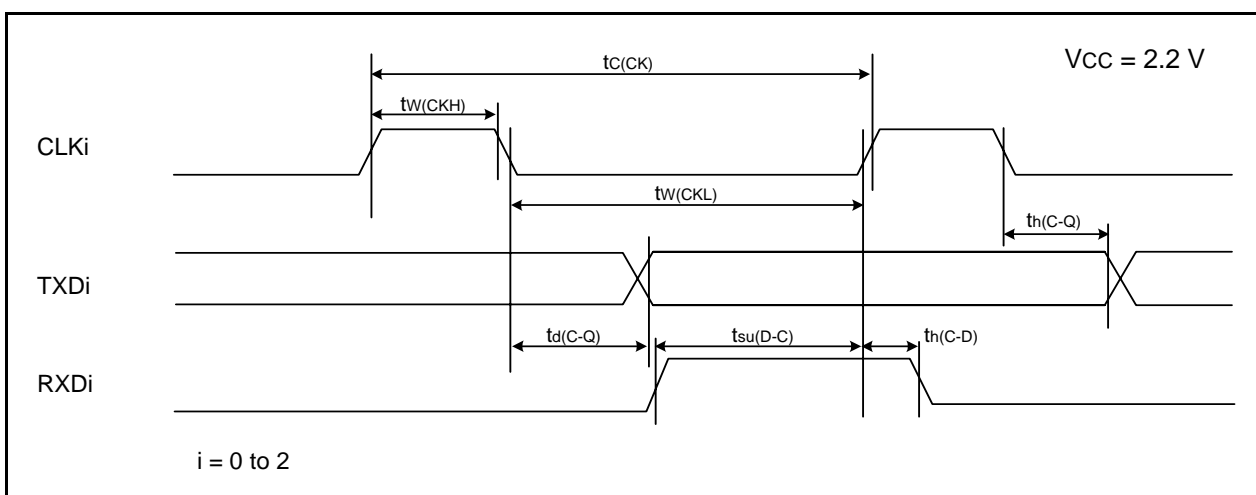 tC(CK)
VCC = 2.2 V
tW(CKH)
CLKi
tW(CKL)
th(C-Q)
TXDi
td(C-Q)
tsu(D-C)
th(C-D)
RXDi
i = 0 to 2